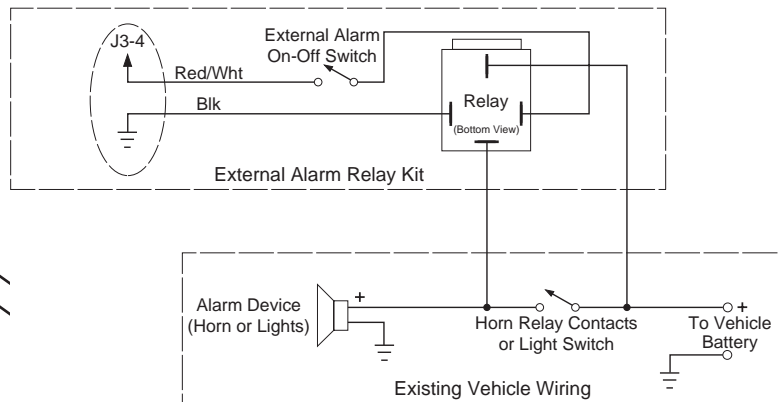 J3-4
External Alarm
On-Off Switch
Red/Wht
Blk
Relay
(Bottom View)
External Alarm Relay Kit
Alarm Device
(Horn or Lights)
+
Horn Relay Contacts
or Light Switch
+
To Vehicle
Battery
Existing Vehicle Wiring